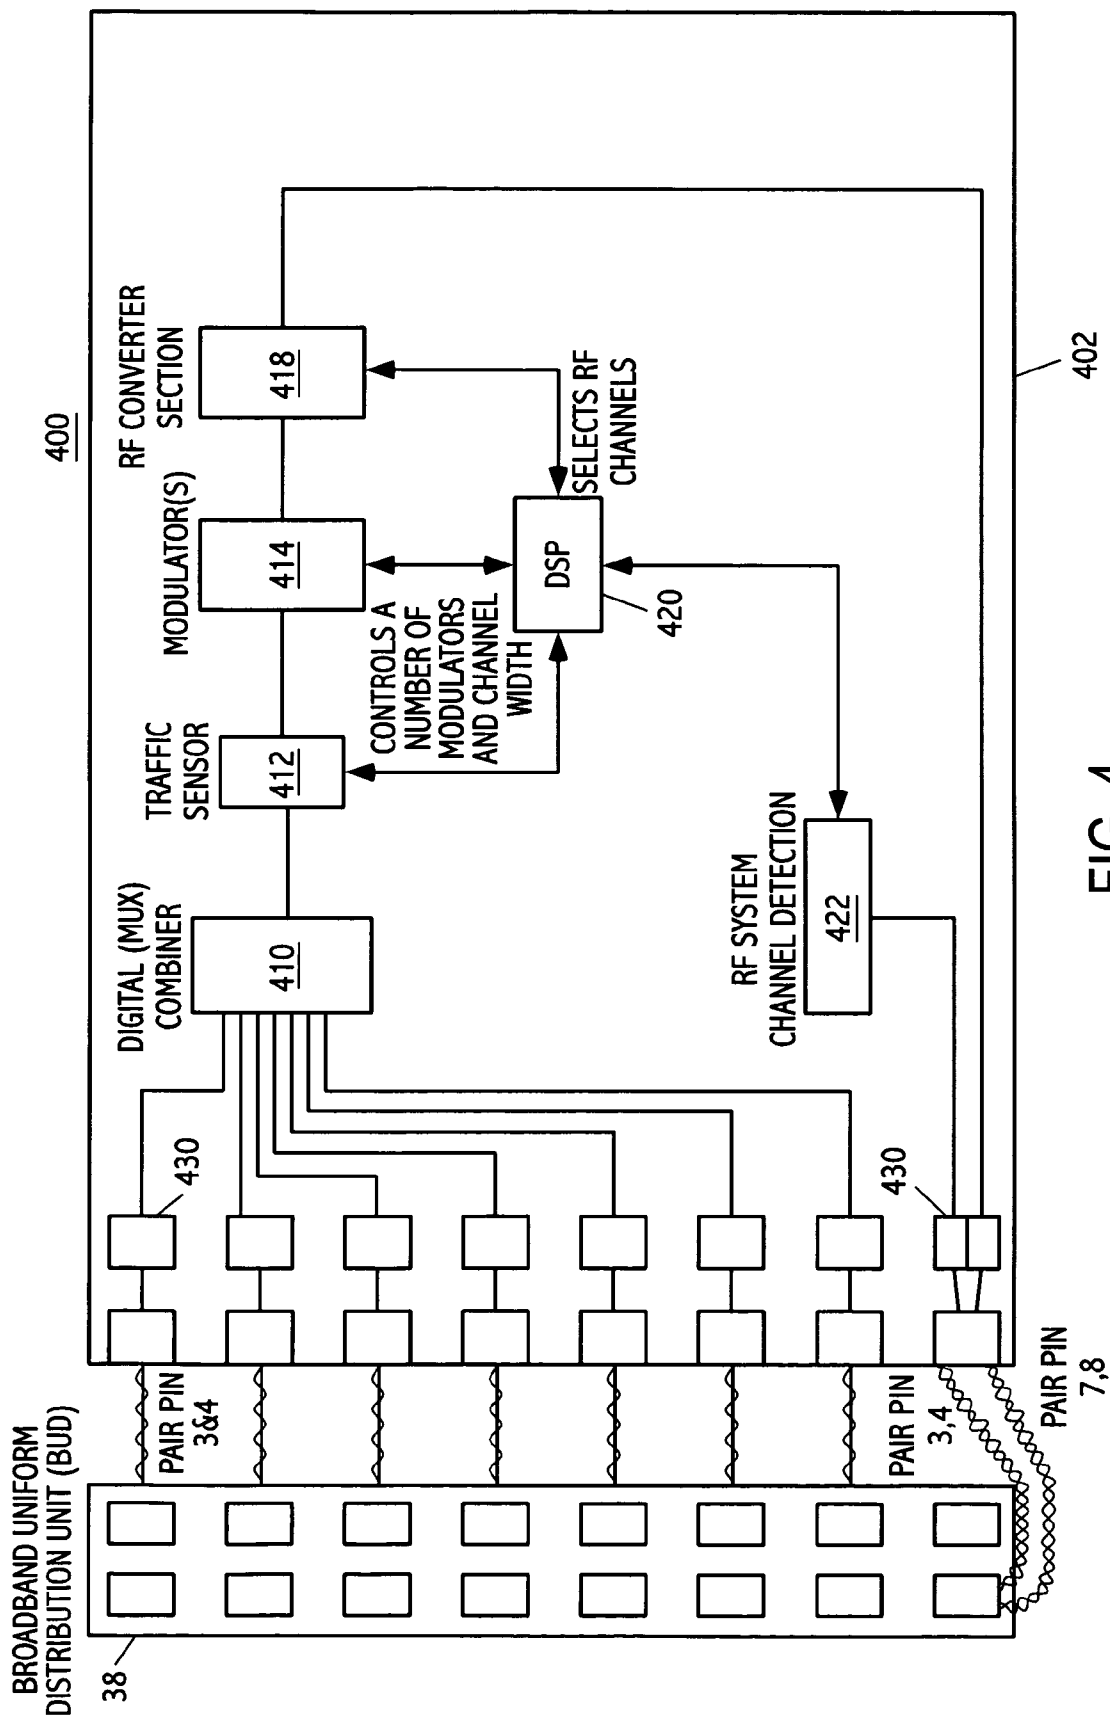 400
BROADBAND UNIFORM
DISTRIBUTION UNIT (BUD)
38
PAIR PIN
3&4
430
DIGITAL (MUX)
COMBINER
410
TRAFFIC
SENSOR
412
MODULATOR(S)
414
RF CONVERTER
SECTION
418
CONTROLS A
NUMBER OF
MODULATORS
AND CHANNEL
WIDTH
DSP
420
SELECTS RF
CHANNELS
RF SYSTEM
CHANNEL DETECTION
422
PAIR PIN
3,4
430
PAIR PIN
7,8
402
FIG. 4